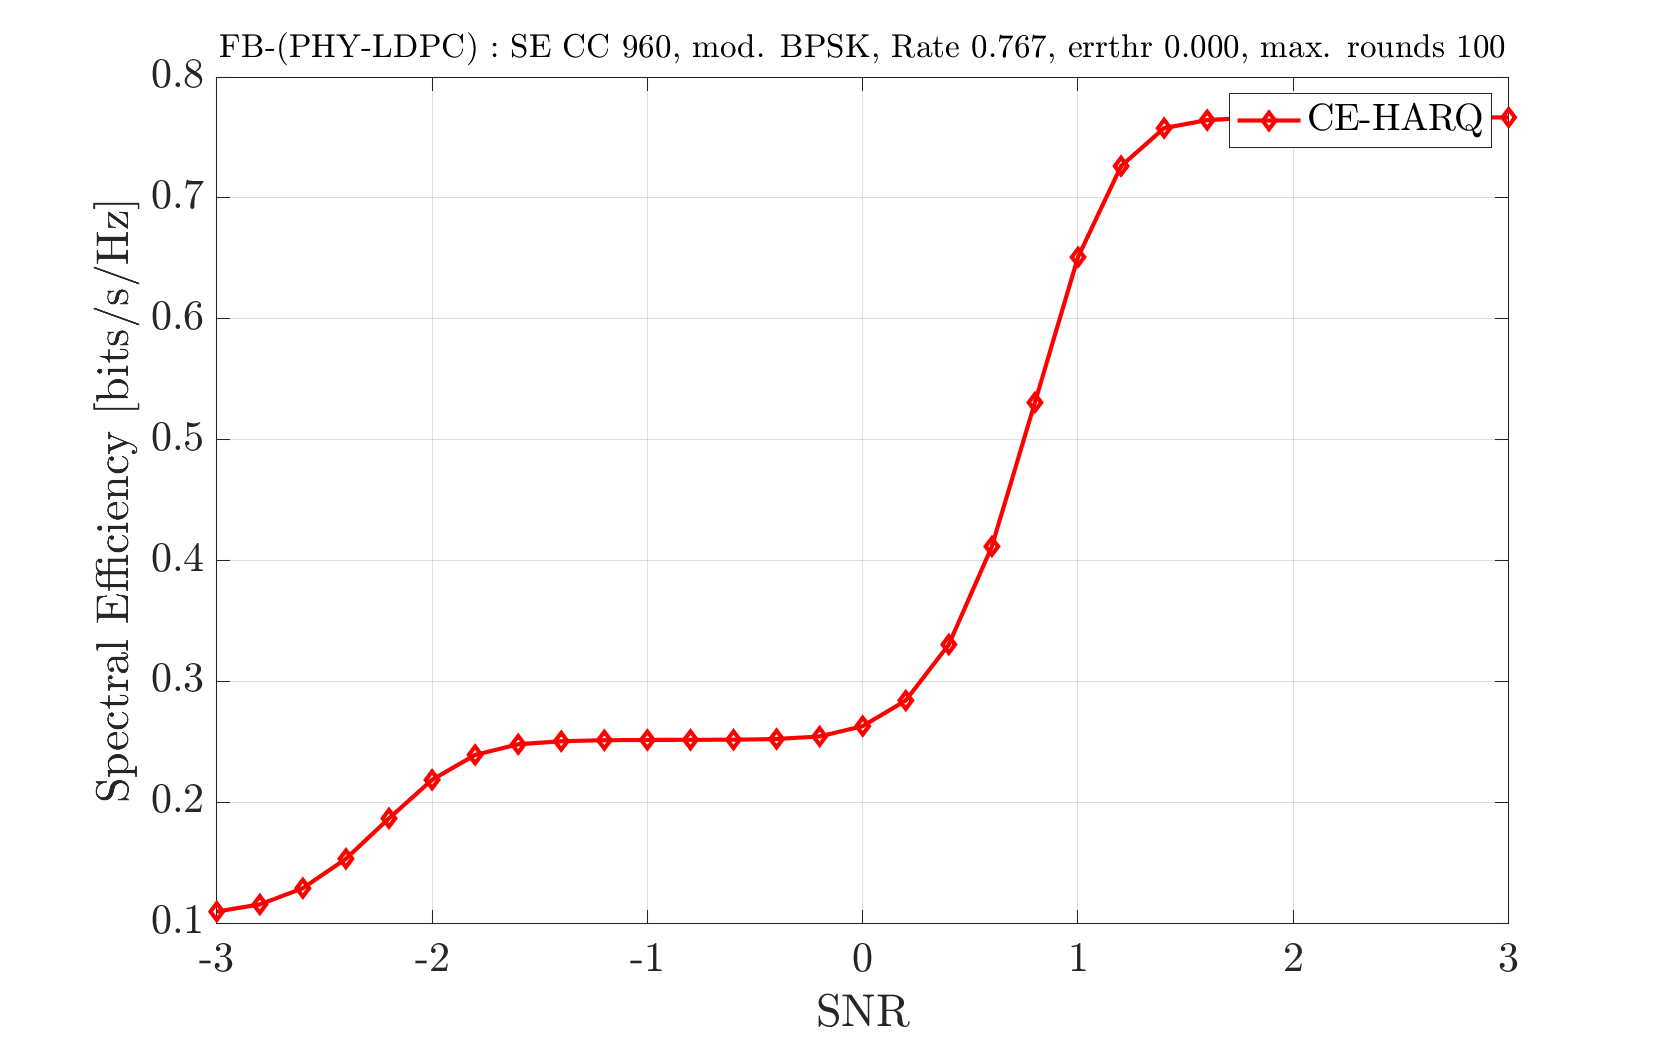 FB-(PHY-LDPC) : SE CC 960, mod. BPSK, Rate 0.767, errthr 0.000, max. rounds 100
CE-HARQ
Spectral Efficiency [bits/s/Hz]
0.8
0.7
0.6
0.5
0.4
0.3
0.2
0.1
-3 -2 -1 0 1 2 3
SNR